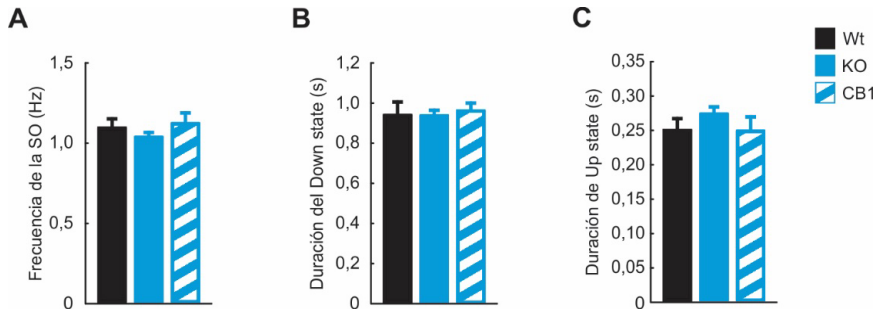 A
Frecuencia de la SO (Hz)
1,5
1,0
0,5
0
B
Duración del Down state (s)
1,2
1,0
0,8
0,6
0,4
0,2
0
C
Duración de Up state (s)
0,35
0,30
0,25
0,20
0,15
0,10
0,05
0
Wt
KO
CB1